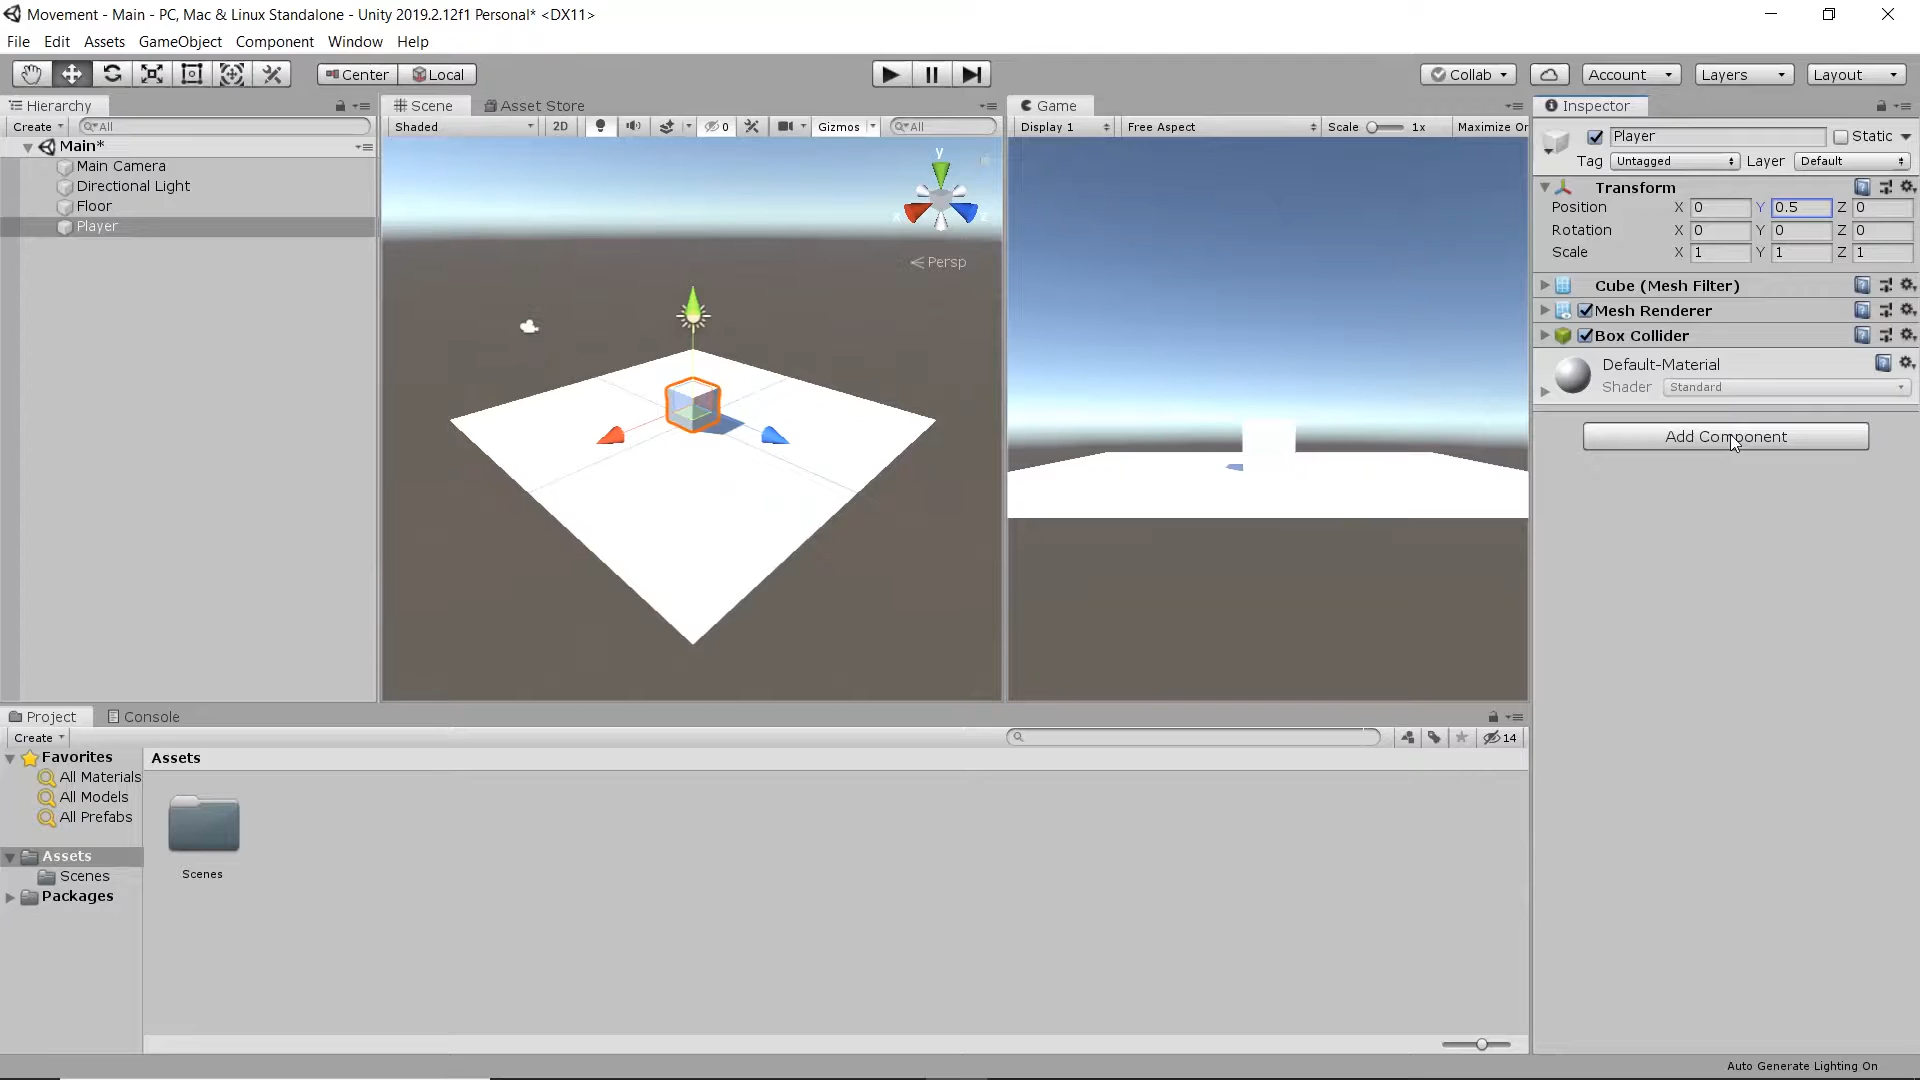 Movement - Main - PC, Mac & Linux Standalone - Unity 2019.2.12f1 Personal* <DX11>
File Edit Assets GameObject Component Window Help
Center Local Collab Account Layers Layout
Hierarchy Scene Asset Store Game Inspector
Create All Shaded 2D 0 Gizmos All Display 1 Free Aspect Scale 1x Maximize Or
Main*
Main Camera
Directional Light
Floor
Player
y
x z
Persp
Player Static
Tag Untagged Layer Default
Transform
Position X 0 Y 0.5 Z 0
Rotation X 0 Y 0 Z 0
Scale X 1 Y 1 Z 1
Cube (Mesh Filter)
Mesh Renderer
Box Collider
Default-Material
Shader Standard
Add Component
Project Console
Create 14
Favorites
All Materials
All Models
All Prefabs
Assets
Scenes
Packages
Assets
Scenes
Auto Generate Lighting On